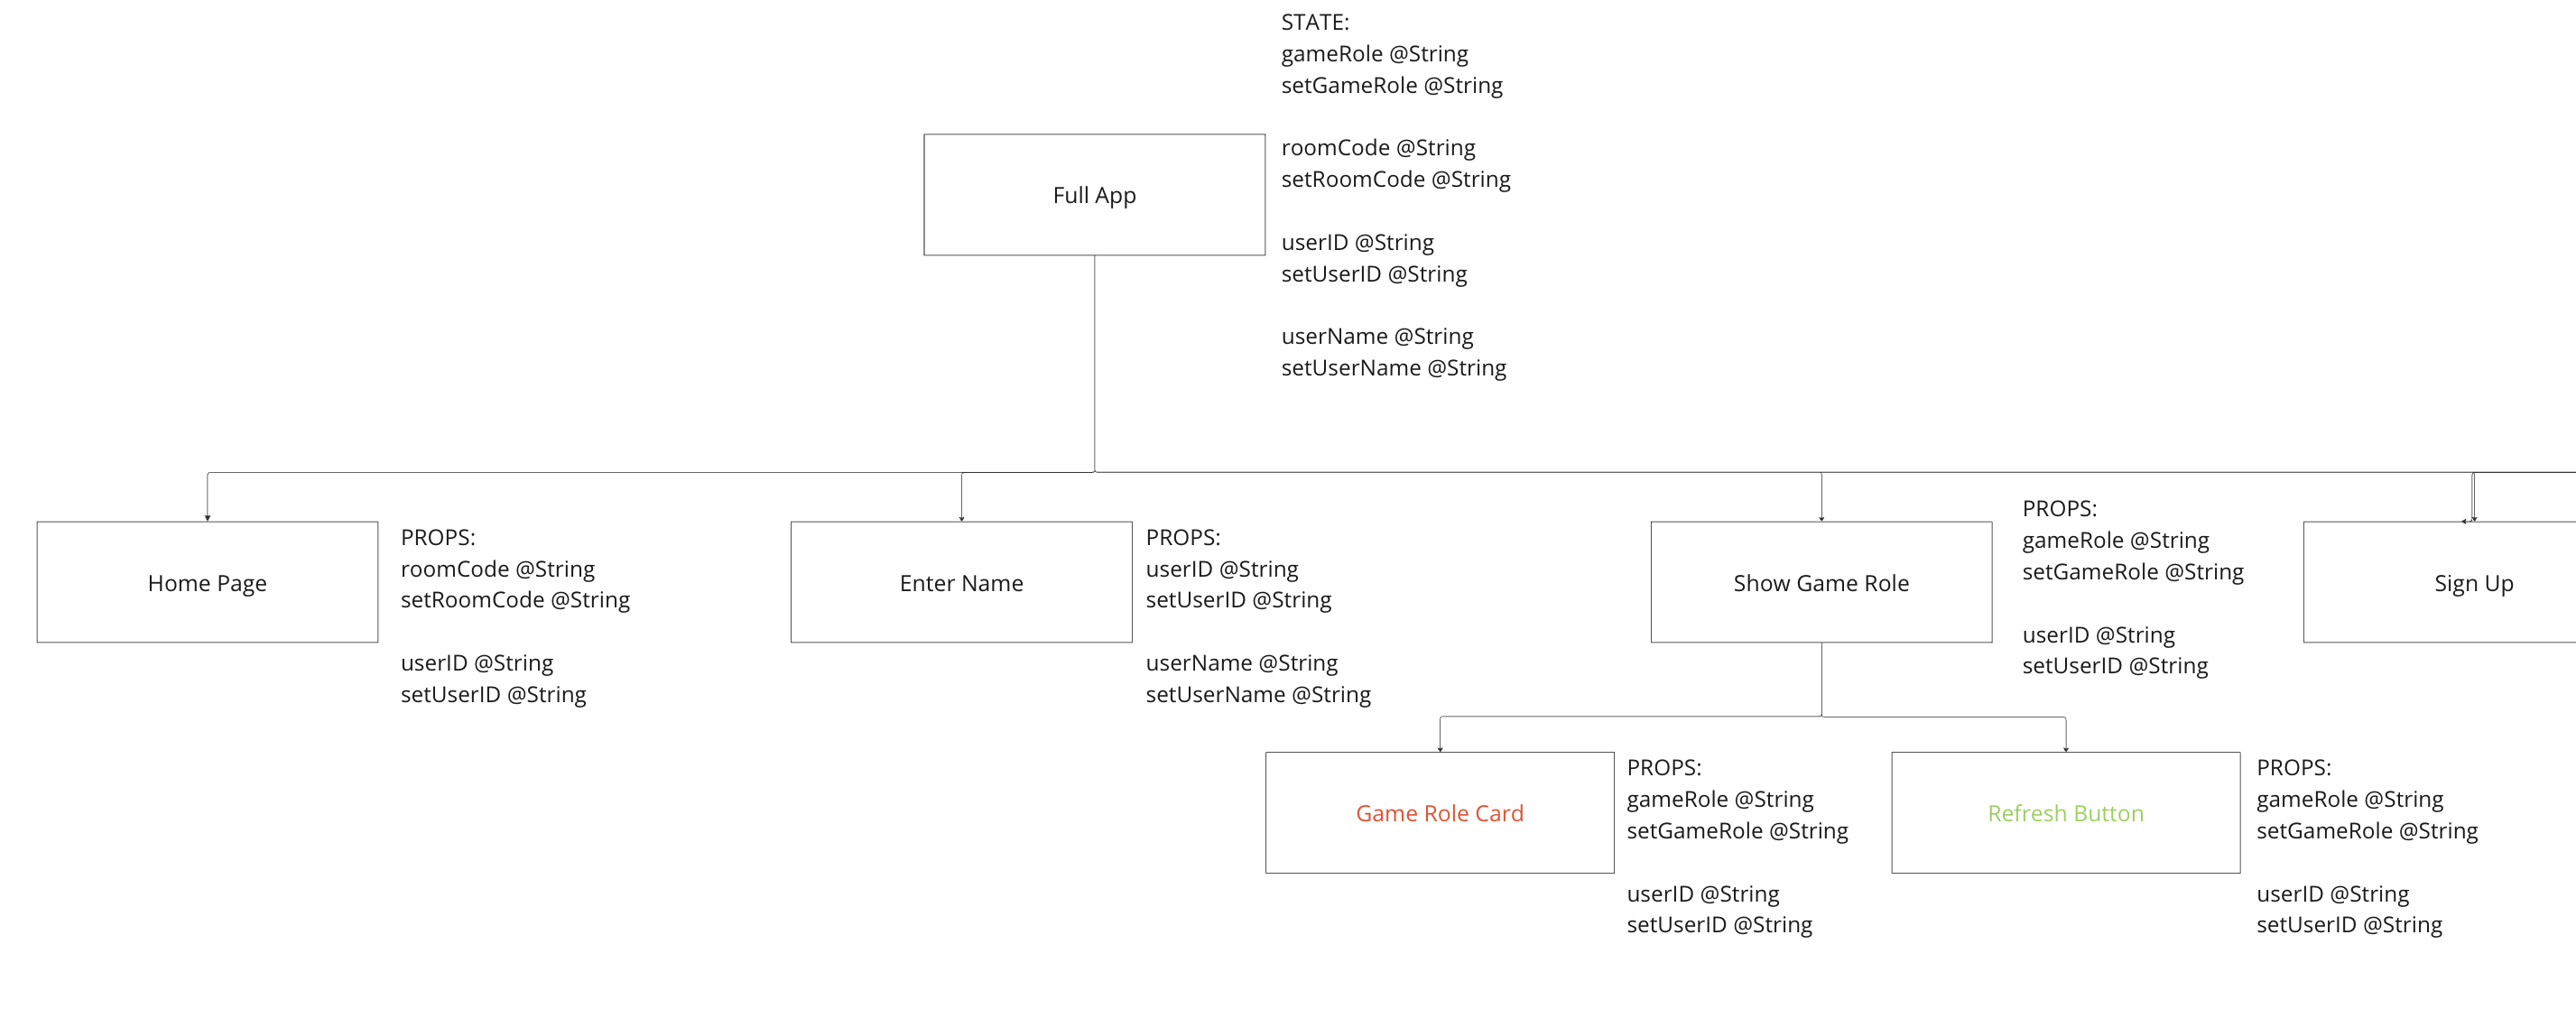 STATE:
gameRole @String
setGameRole @String
roomCode @String
setRoomCode @String
userID @String
setUserID @String
userName @String
setUserName @String
Full App
Home Page
PROPS:
roomCode @String
setRoomCode @String
userID @String
setUserID @String
Enter Name
PROPS:
userID @String
setUserID @String
userName @String
setUserName @String
Show Game Role
PROPS:
gameRole @String
setGameRole @String
userID @String
setUserID @String
Sign Up
Game Role Card
PROPS:
gameRole @String
setGameRole @String
userID @String
setUserID @String
Refresh Button
PROPS:
gameRole @String
setGameRole @String
userID @String
setUserID @String